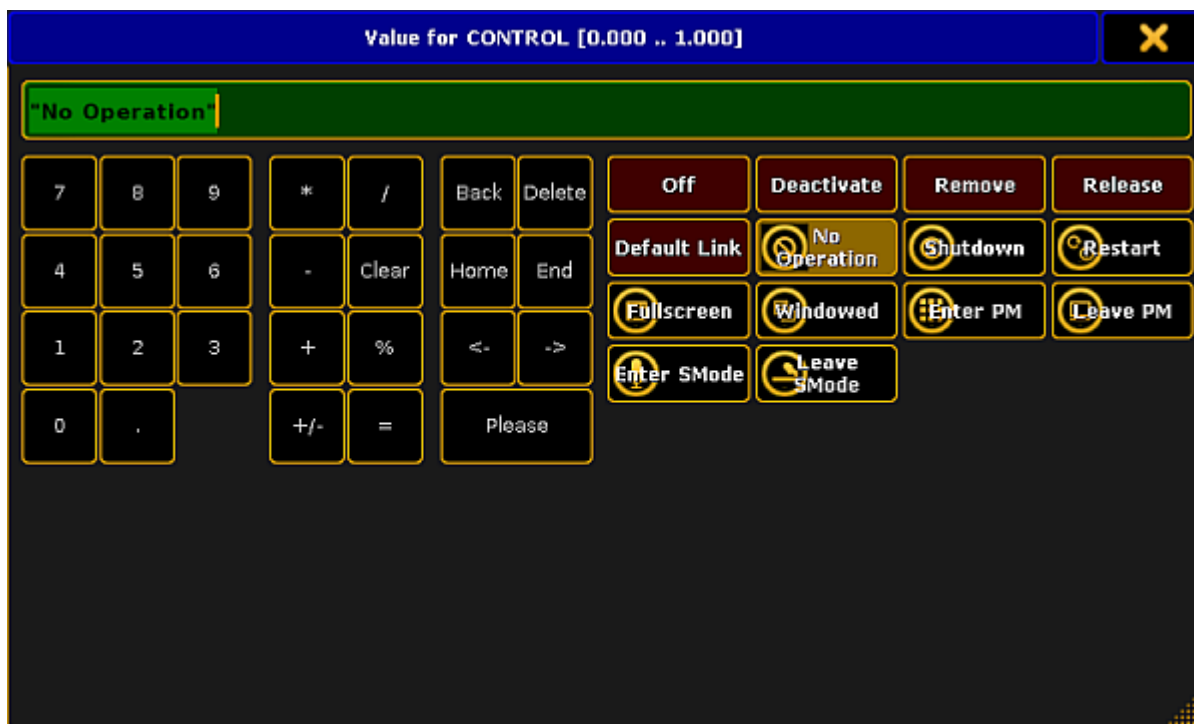 Value for CONTROL [0.000 .. 1.000]
"No Operation"
7 8 9 * / Back Delete
4 5 6 - Clear Home End
1 2 3 + % <- ->
0 . +/- = Please
Off Deactivate Remove Release
Default Link No Operation Shutdown Restart
Fullscreen Windowed Enter PM Leave PM
Enter SMode Leave SMode